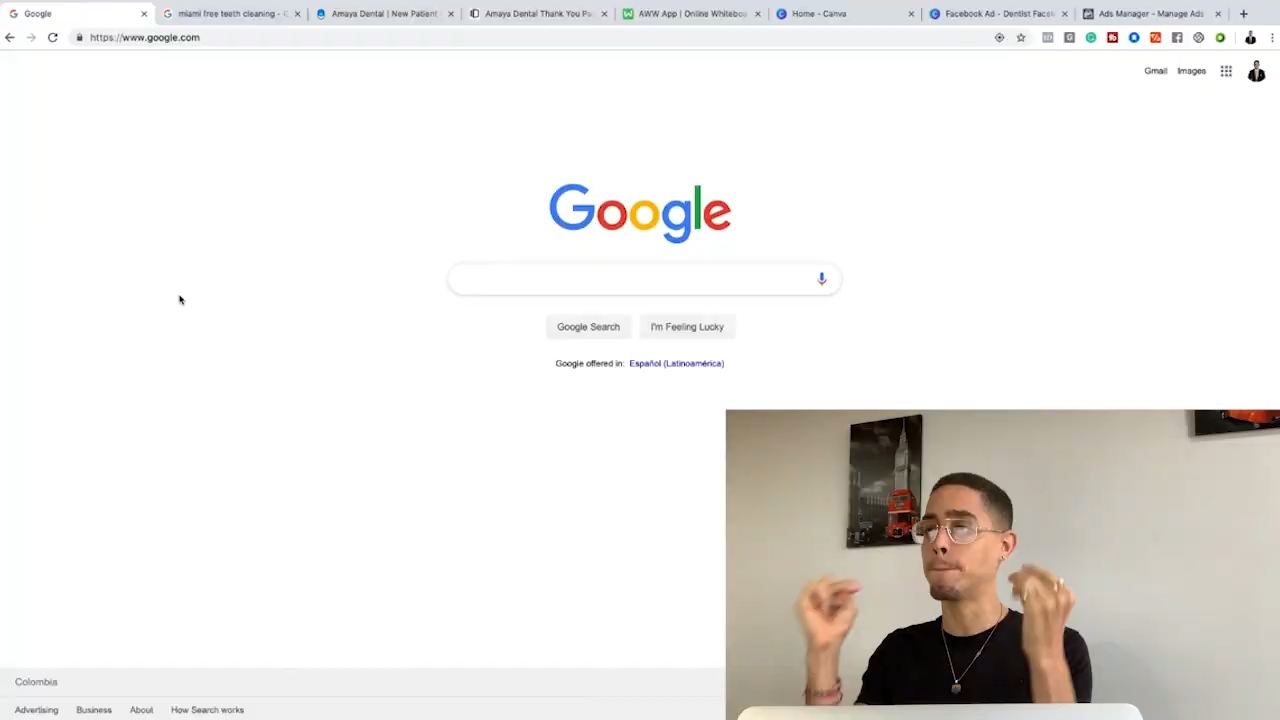 Google
miami free teeth cleaning - G
Amaya Dental | New Patient
Amaya Dental Thank You Pa
AWW App | Online Whiteboa
Home - Canva
Facebook Ad - Dentist Faceb
Ads Manager - Manage Ads
https://www.google.com
Gmail
Images
Google
Google Search
I'm Feeling Lucky
Google offered in: Español (Latinoamérica)
Colombia
Advertising
Business
About
How Search works